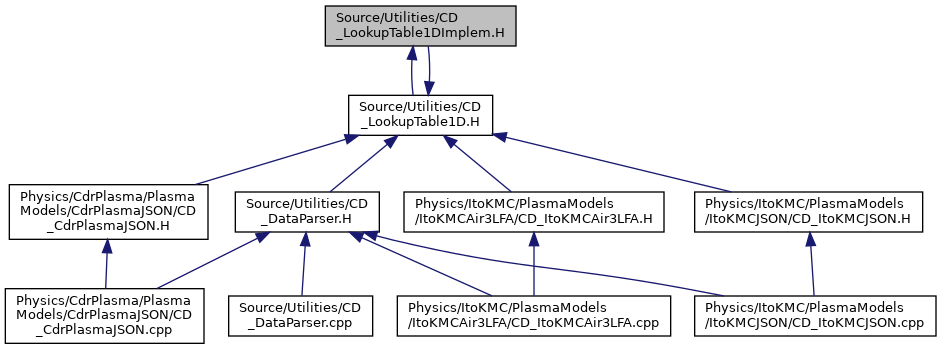 Source/Utilities/CD
_LookupTable1DImplem.H
Source/Utilities/CD
_LookupTable1D.H
Physics/CdrPlasma/Plasma
Models/CdrPlasmaJSON/CD
_CdrPlasmaJSON.H
Source/Utilities/CD
_DataParser.H
Physics/ItoKMC/PlasmaModels
/ItoKMCAir3LFA/CD_ItoKMCAir3LFA.H
Physics/ItoKMC/PlasmaModels
/ItoKMCJSON/CD_ItoKMCJSON.H
Physics/CdrPlasma/Plasma
Models/CdrPlasmaJSON/CD
_CdrPlasmaJSON.cpp
Source/Utilities/CD
_DataParser.cpp
Physics/ItoKMC/PlasmaModels
/ItoKMCAir3LFA/CD_ItoKMCAir3LFA.cpp
Physics/ItoKMC/PlasmaModels
/ItoKMCJSON/CD_ItoKMCJSON.cpp